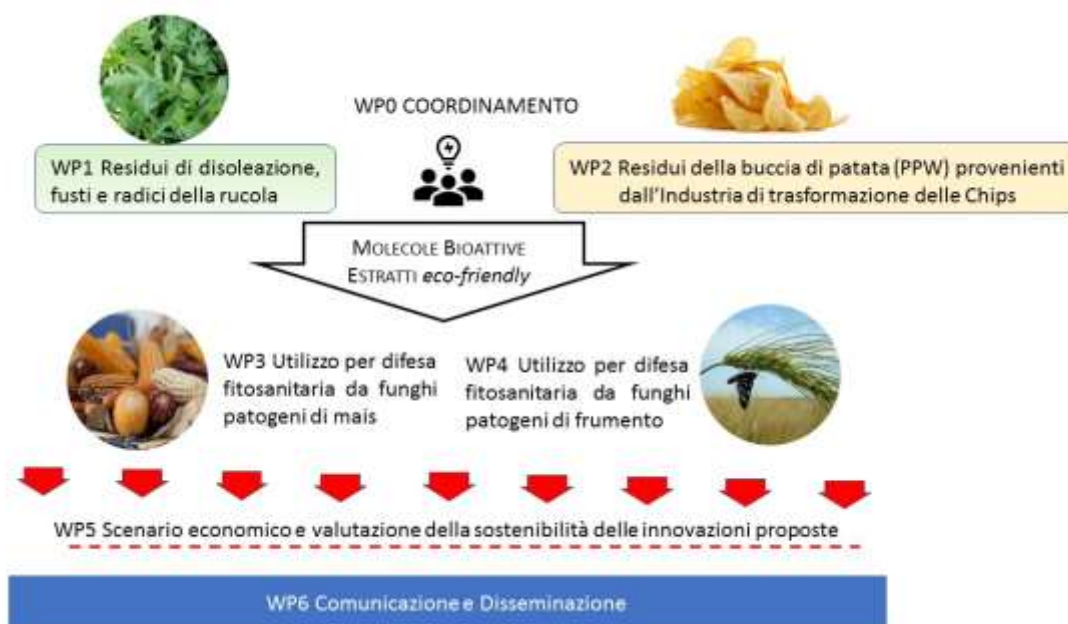 WP0 COORDINAMENTO
WP1 Residui di disoleazione,
fusti e radici della rucola
WP2 Residui della buccia di patata (PPW) provenienti
dall'Industria di trasformazione delle Chips
MOLECOLE BIOATTIVE
ESTRATTI eco-friendly
WP3 Utilizzo per difesa
fitosanitaria da funghi
patogeni di mais
WP4 Utilizzo per difesa
fitosanitaria da funghi
patogeni di frumento
WP5 Scenario economico e valutazione della sostenibilità delle innovazioni proposte
WP6 Comunicazione e Disseminazione